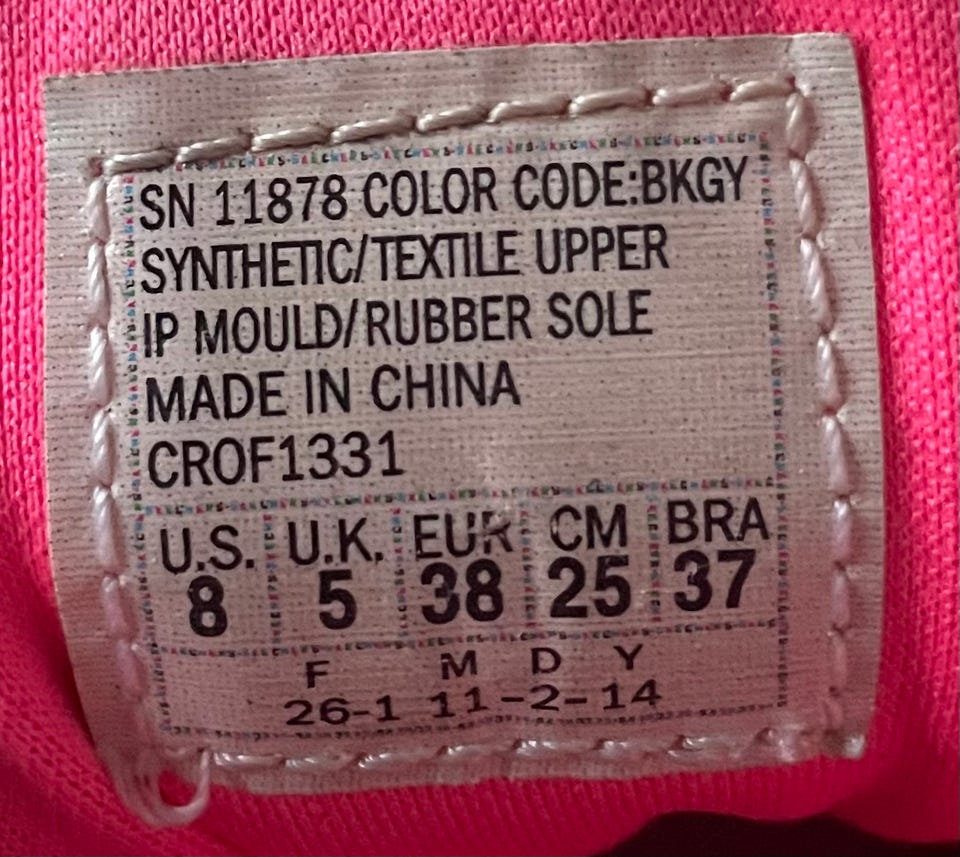 SN 11878 COLOR CODE:BKGY
SYNTHETIC/TEXTILE UPPER
IP MOULD/RUBBER SOLE
MADE IN CHINA
CROF1331
U.S. U.K. EUR CM BRA
8 5 38 25 37
F M D Y
26-1 11-2-14